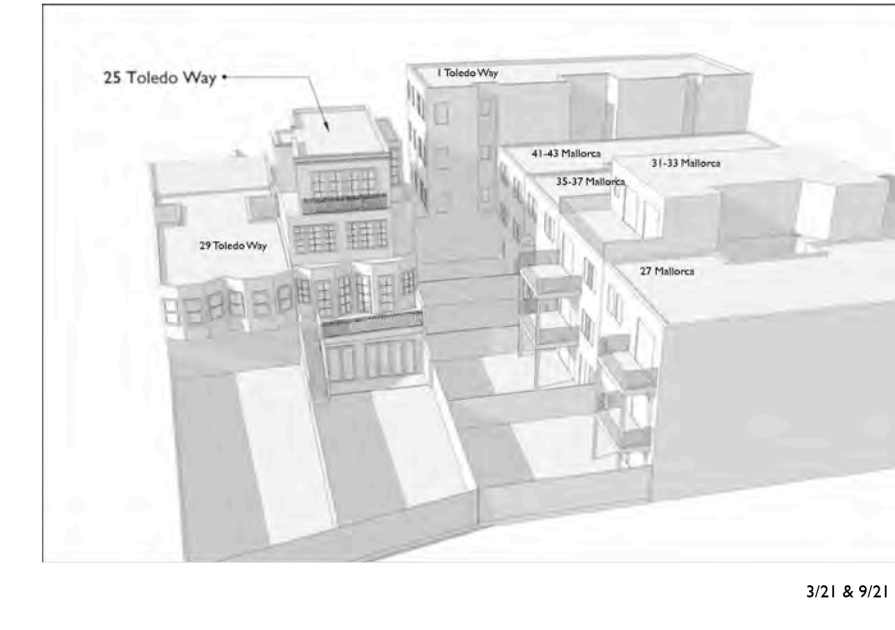 25 Toledo Way
1 Toledo Way
41-43 Mallorca
31-33 Mallorca
35-37 Mallorca
29 Toledo Way
27 Mallorca
3/21 & 9/21